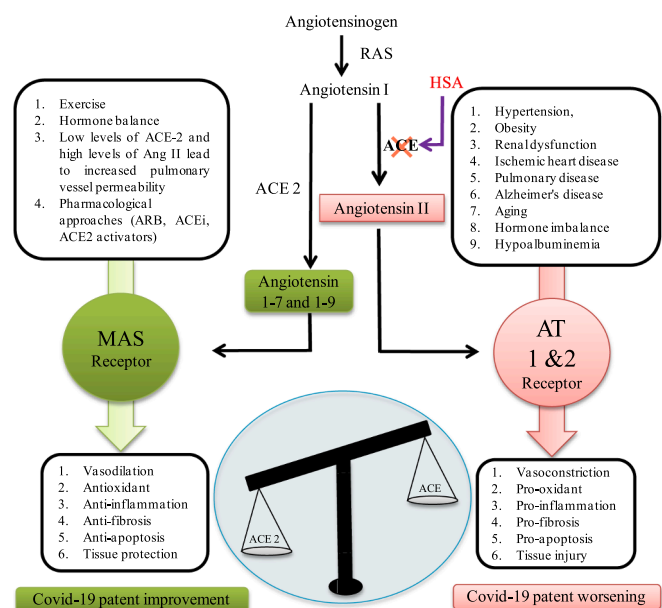 Angiotensinogen
RAS
Angiotensin I
HSA
ACE
ACE 2
Angiotensin II
Angiotensin
1-7 and 1-9
1. Exercise
2. Hormone balance
3. Low levels of ACE-2 and
high levels of Ang II lead
to increased pulmonary
vessel permeability
4. Pharmacological
approaches (ARB, ACEi,
ACE2 activators)
1. Hypertension,
2. Obesity
3. Renal dysfunction
4. Ischemic heart disease
5. Pulmonary disease
6. Alzheimer's disease
7. Aging
8. Hormone imbalance
9. Hypoalbuminemia
MAS
Receptor
AT
1 &2
Receptor
1. Vasodilation
2. Antioxidant
3. Anti-inflammation
4. Anti-fibrosis
5. Anti-apoptosis
6. Tissue protection
ACE 2
ACE
1. Vasoconstriction
2. Pro-oxidant
3. Pro-inflammation
4. Pro-fibrosis
5. Pro-apoptosis
6. Tissue injury
Covid-19 patent improvement
Covid-19 patent worsening